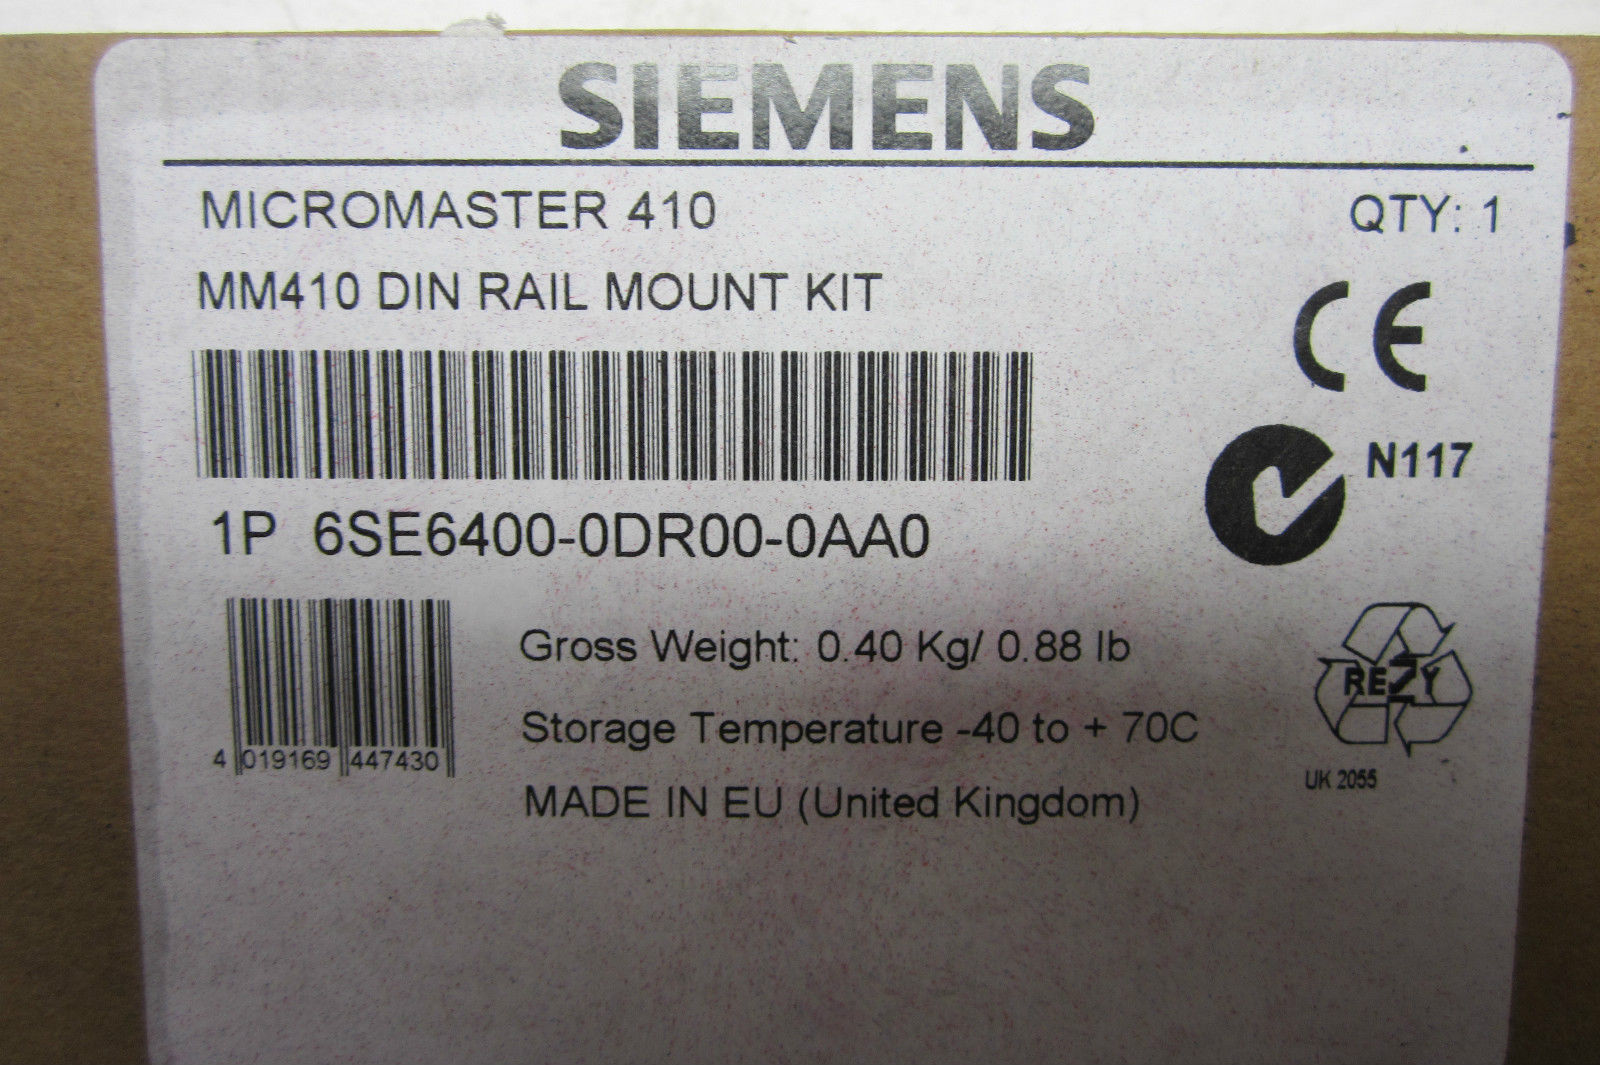 SIEMENS
MICROMASTER 410
QTY: 1
MM410 DIN RAIL MOUNT KIT
CE
N117
1P 6SE6400-0DR00-0AA0
Gross Weight: 0.40 Kg/ 0.88 lb
REZY
Storage Temperature -40 to + 70C
4 019169 447430
UK 2055
MADE IN EU (United Kingdom)